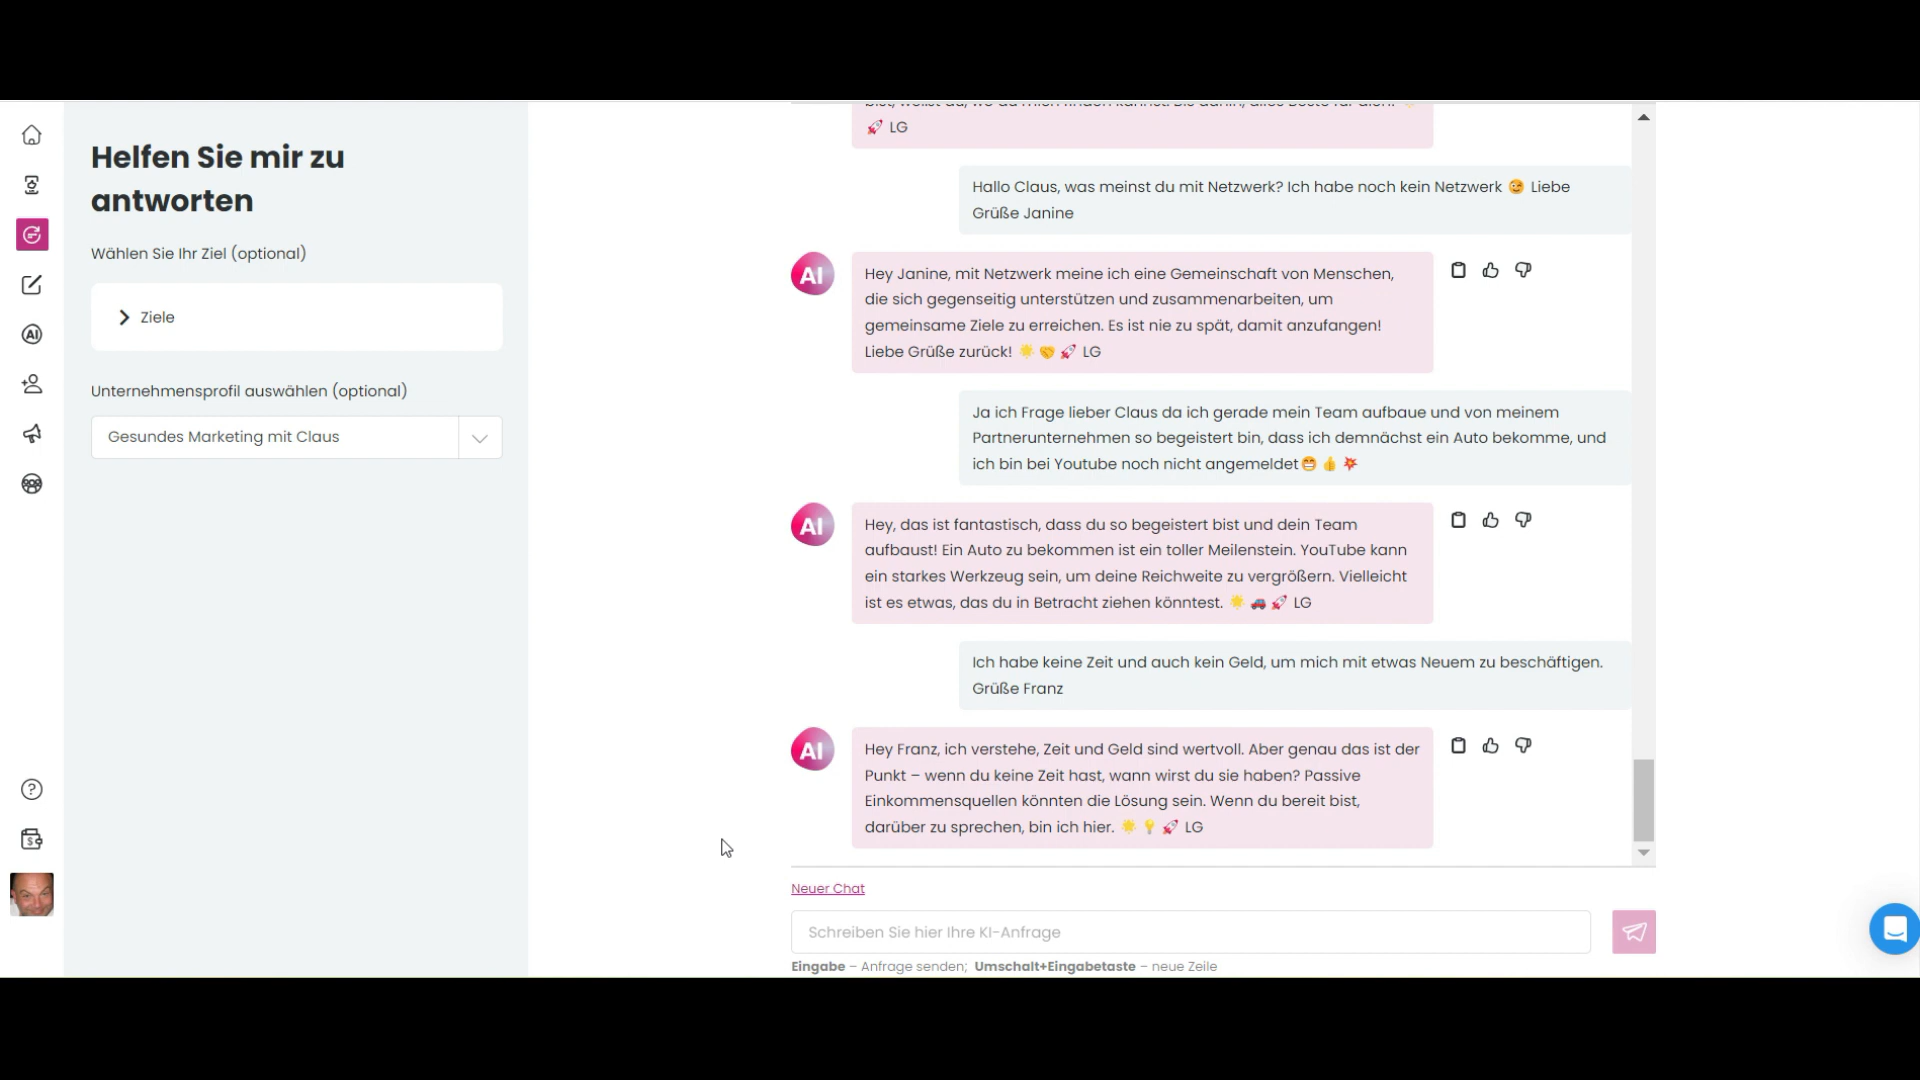 Helfen Sie mir zu
antworten
Wählen Sie Ihr Ziel (optional)
Ziele
Unternehmensprofil auswählen (optional)
Gesundes Marketing mit Claus
🚀 LG
Hallo Claus, was meinst du mit Netzwerk? Ich habe noch kein Netzwerk 😉 Liebe
Grüße Janine
AI
Hey Janine, mit Netzwerk meine ich eine Gemeinschaft von Menschen,
die sich gegenseitig unterstützen und zusammenarbeiten, um
gemeinsame Ziele zu erreichen. Es ist nie zu spät, damit anzufangen!
Liebe Grüße zurück! 🌟 🤝 🚀 LG
Ja ich Frage lieber Claus da ich gerade mein Team aufbaue und von meinem
Partnerunternehmen so begeistert bin, dass ich demnächst ein Auto bekomme, und
ich bin bei Youtube noch nicht angemeldet😁 👍 💥
AI
Hey, das ist fantastisch, dass du so begeistert bist und dein Team
aufbaust! Ein Auto zu bekommen ist ein toller Meilenstein. YouTube kann
ein starkes Werkzeug sein, um deine Reichweite zu vergrößern. Vielleicht
ist es etwas, das du in Betracht ziehen könntest. 🌟 🚗 🚀 LG
Ich habe keine Zeit und auch kein Geld, um mich mit etwas Neuem zu beschäftigen.
Grüße Franz
AI
Hey Franz, ich verstehe, Zeit und Geld sind wertvoll. Aber genau das ist der
Punkt – wenn du keine Zeit hast, wann wirst du sie haben? Passive
Einkommensquellen könnten die Lösung sein. Wenn du bereit bist,
darüber zu sprechen, bin ich hier. 🌟 💡 🚀 LG
Neuer Chat
Schreiben Sie hier Ihre KI-Anfrage
Eingabe – Anfrage senden; Umschalt+Eingabetaste – neue Zeile